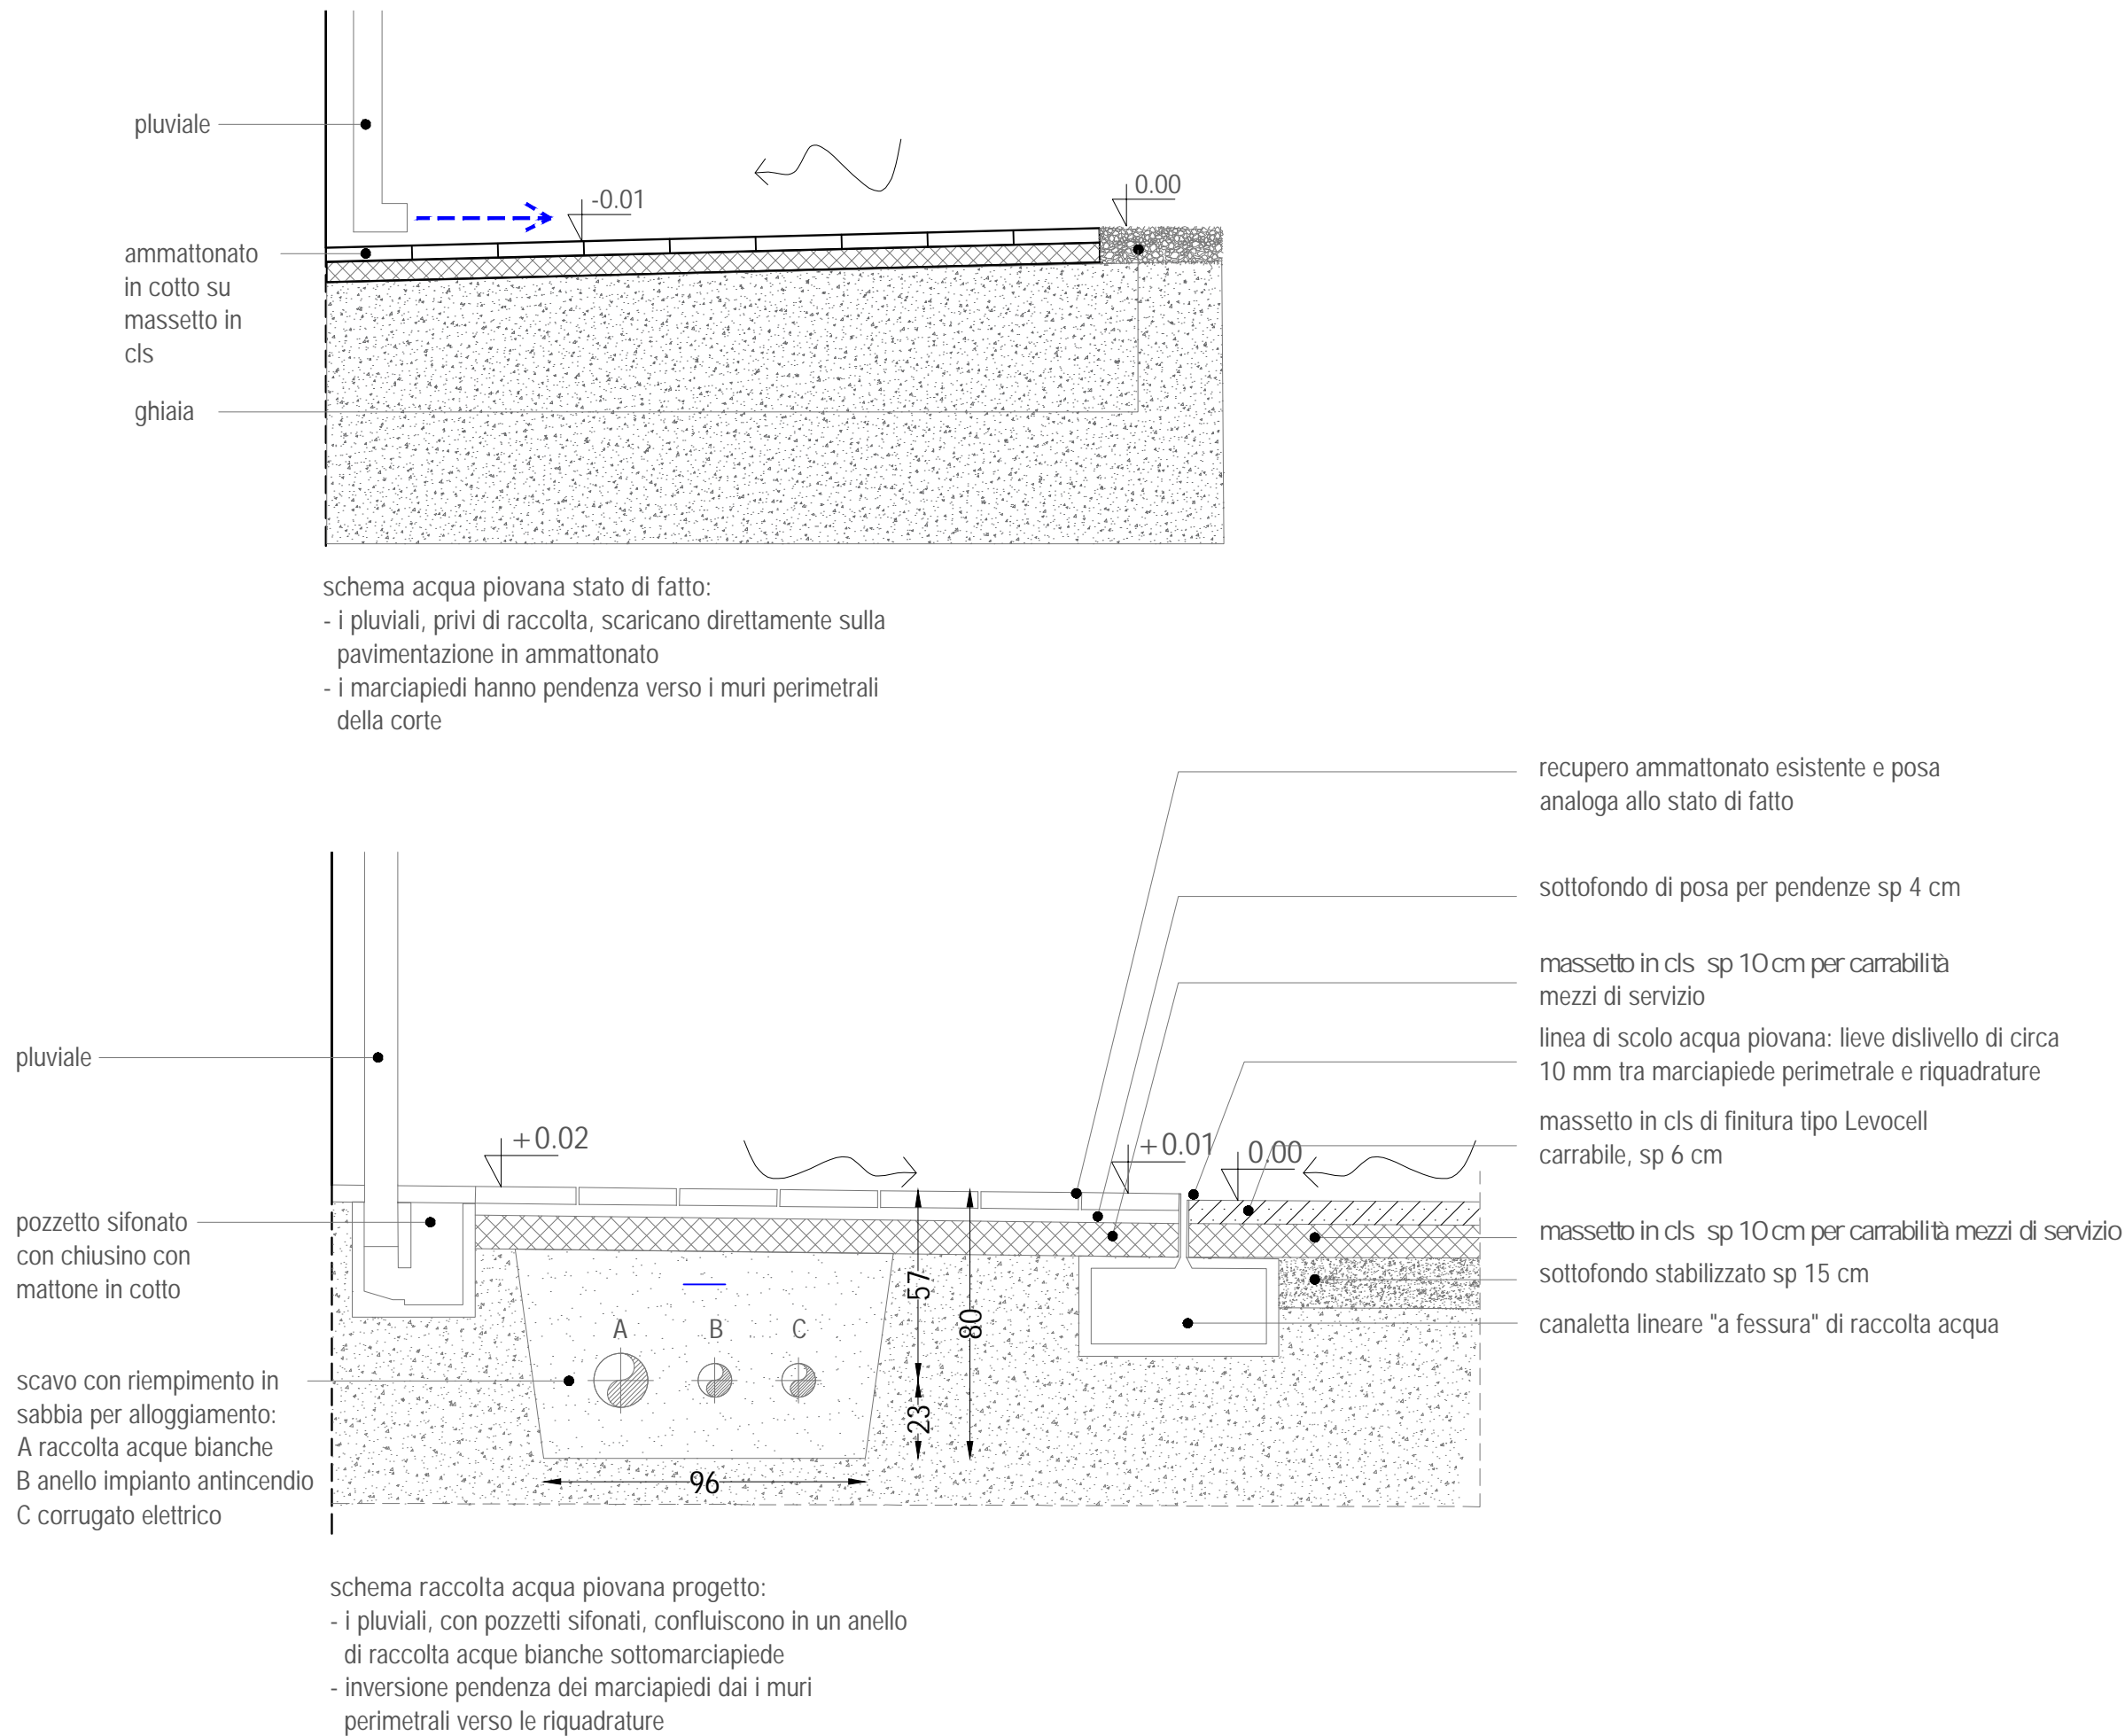 pluviale
-0.01
0.00
ammattonato
in cotto su
massetto in
cls
ghiaia
schema acqua piovana stato di fatto:
- i pluviali, privi di raccolta, scaricano direttamente sulla
pavimentazione in ammattonato
- i marciapiedi hanno pendenza verso i muri perimetrali
della corte
recupero ammattonato esistente e posa
analoga allo stato di fatto
sottofondo di posa per pendenze sp 4 cm
massetto in cls sp 10 cm per carrabilità
mezzi di servizio
linea di scolo acqua piovana: lieve dislivello di circa
10 mm tra marciapiede perimetrale e riquadrature
massetto in cls di finitura tipo Levocell
carrabile, sp 6 cm
massetto in cls sp 10 cm per carrabilità mezzi di servizio
sottofondo stabilizzato sp 15 cm
canaletta lineare "a fessura" di raccolta acqua
pluviale
+0.02
+0.01
0.00
pozzetto sifonato
con chiusino con
mattone in cotto
scavo con riempimento in
sabbia per alloggiamento:
A raccolta acque bianche
B anello impianto antincendio
C corrugato elettrico
A
B
C
57
80
23
96
schema raccolta acqua piovana progetto:
- i pluviali, con pozzetti sifonati, confluiscono in un anello
di raccolta acque bianche sottomarciapiede
- inversione pendenza dei marciapiedi dai i muri
perimetrali verso le riquadrature